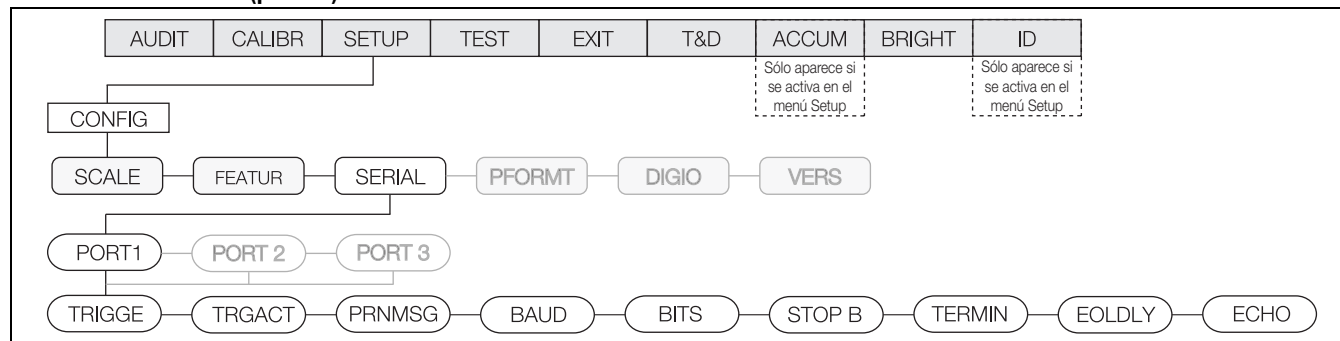 AUDIT CALIBR SETUP TEST EXIT T&D ACCUM BRIGHT ID
Sólo aparece si
se activa en el
menú Setup
Sólo aparece si
se activa en el
menú Setup
CONFIG
SCALE FEATUR SERIAL PFORMT DIGIO VERS
PORT1 PORT 2 PORT 3
TRIGGE TRGACT PRNMSG BAUD BITS STOP B TERMIN EOLDLY ECHO